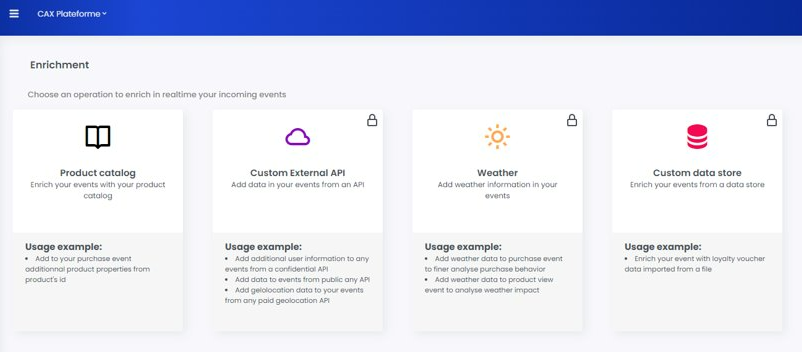 CAX Plateforme
Enrichment
Choose an operation to enrich in realtime your incoming events
Product catalog
Enrich your events with your product
catalog
Usage example:
• Add to your purchase event
additionnal product properties from
product's id
Custom External API
Add data in your events from an API
Usage example:
• Add additional user information to any
events from a confidential API
• Add data to events from public any API
• Add gelolocation data to your events
from any paid geolocation API
Weather
Add weather information in your
events
Usage example:
• Add weather data to purchase event
to finer analyse purchase behavior
• Add weather data to product view
event to analyse weather impact
Custom data store
Enrich your events from a data store
Usage example:
• Enrich your event with loyalty voucher
data imported from a file